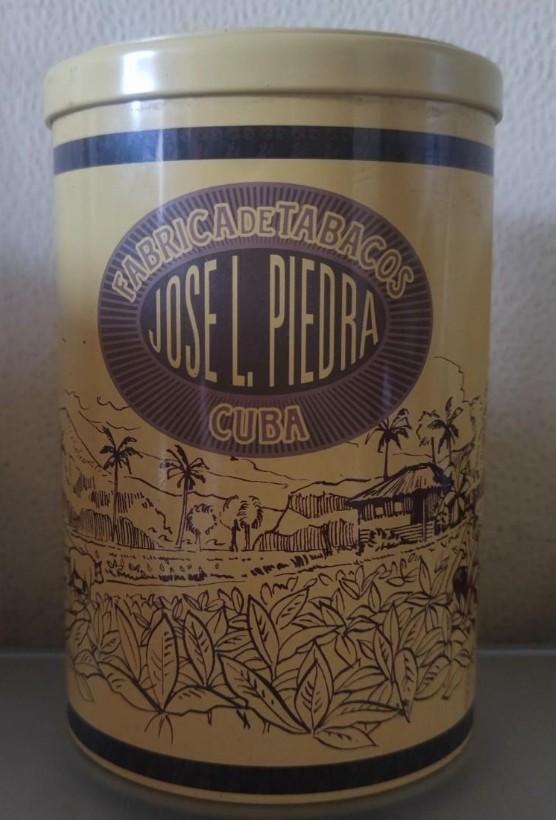 FABRICA DE TABACOS
JOSE L. PIEDRA
CUBA